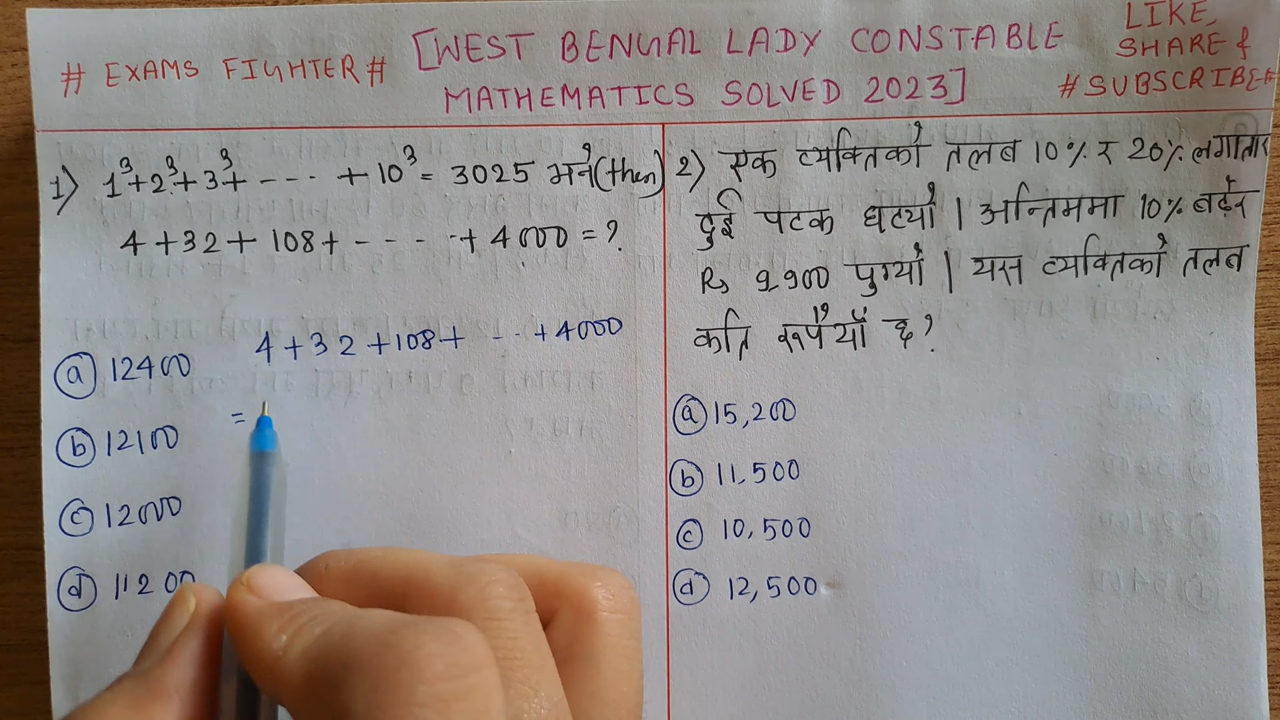 # EXAMS FIGHTER #
[WEST BENGAL LADY CONSTABLE
MATHEMATICS SOLVED 2023]
LIKE,
SHARE &
#SUBSCRIBE#
1) 1³+2³+3³+ - - - - + 10³ = 3025 भने (then)
4 + 32 + 108 + - - - - + 4000 = ?
4 + 32 + 108 + - - - + 4000
=
(a) 12400
(b) 12100
(c) 12000
(d) 11200
2) एक व्यक्तिको तलब 10% र 20% लगातार
दुई पटक घट्यो । अन्तिममा 10% बढेर
Rs 9900 पुग्यो । यस व्यक्तिको तलब
कति रूपैयाँ छ ?
(a) 15,200
(b) 11,500
(c) 10,500
(d) 12,500